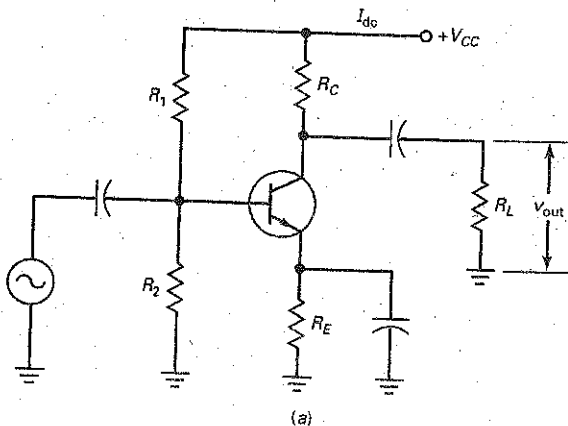 I_dc
+V_CC
R_1
R_C
R_L
v_out
R_2
R_E
(a)